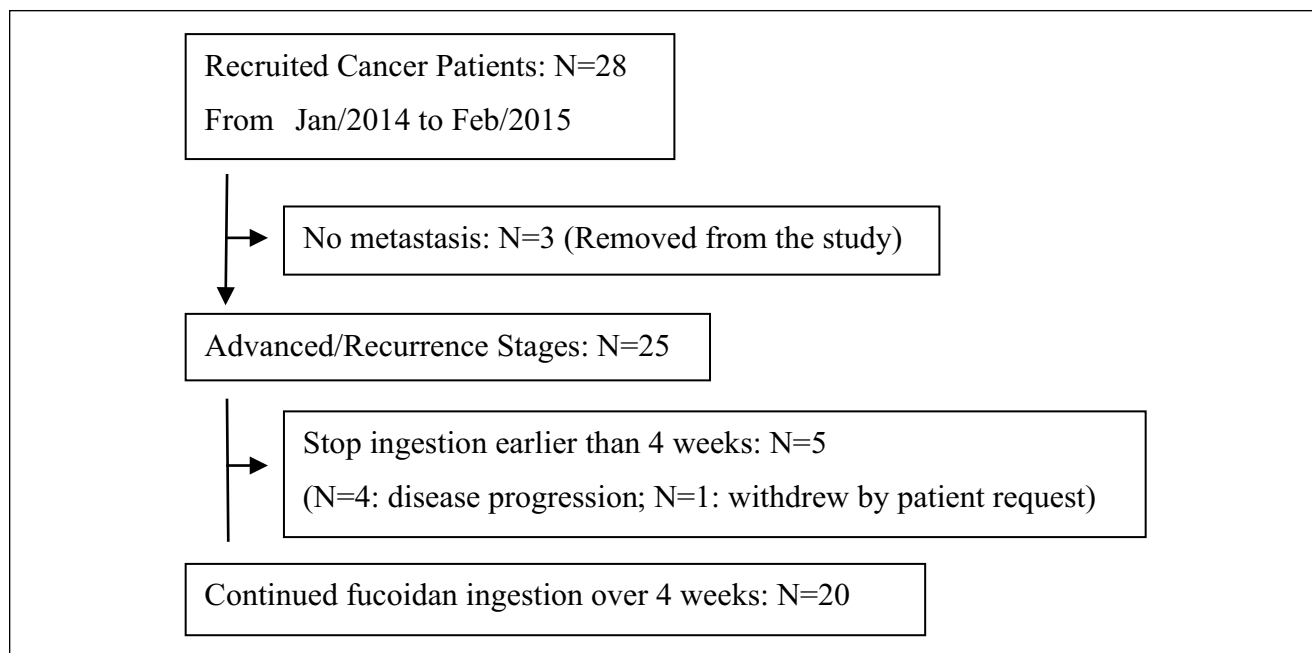 Recruited Cancer Patients: N=28
From Jan/2014 to Feb/2015
No metastasis: N=3 (Removed from the study)
Advanced/Recurrence Stages: N=25
Stop ingestion earlier than 4 weeks: N=5
(N=4: disease progression; N=1: withdrew by patient request)
Continued fucoidan ingestion over 4 weeks: N=20